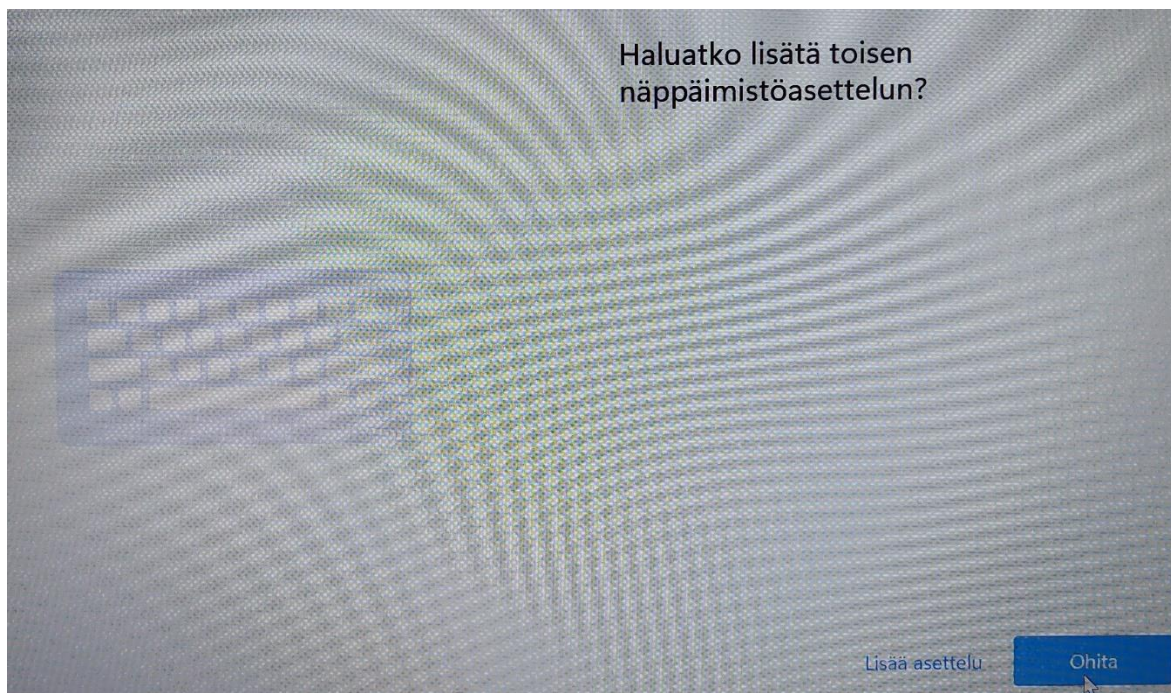 Haluatko lisätä toisen
näppäimistöasettelun?
Lisää asettelu
Ohita